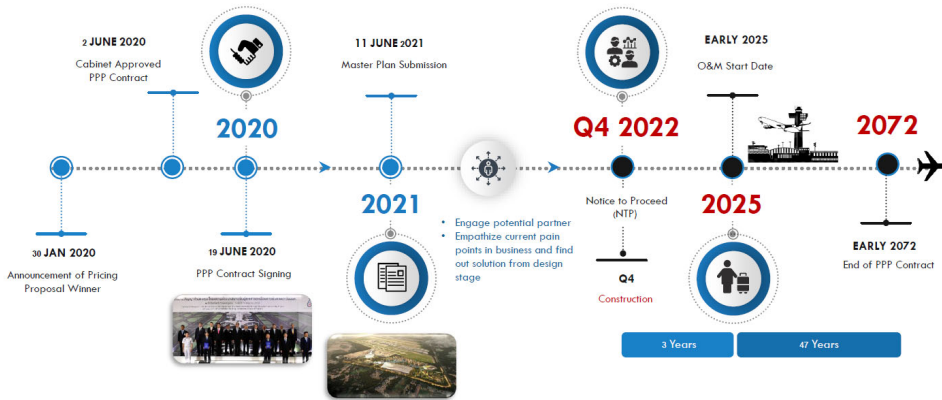 2 JUNE 2020
Cabinet Approved
PPP Contract
11 JUNE 2021
Master Plan Submission
EARLY 2025
O&M Start Date
2020
Q4 2022
2072
30 JAN 2020
Announcement of Pricing
Proposal Winner
19 JUNE 2020
PPP Contract Signing
2021
• Engage potential partner
• Empathize current pain
points in business and find
out solution from design
stage
Notice to Proceed
(NTP)
Q4
Construction
2025
EARLY 2072
End of PPP Contract
3 Years
47 Years